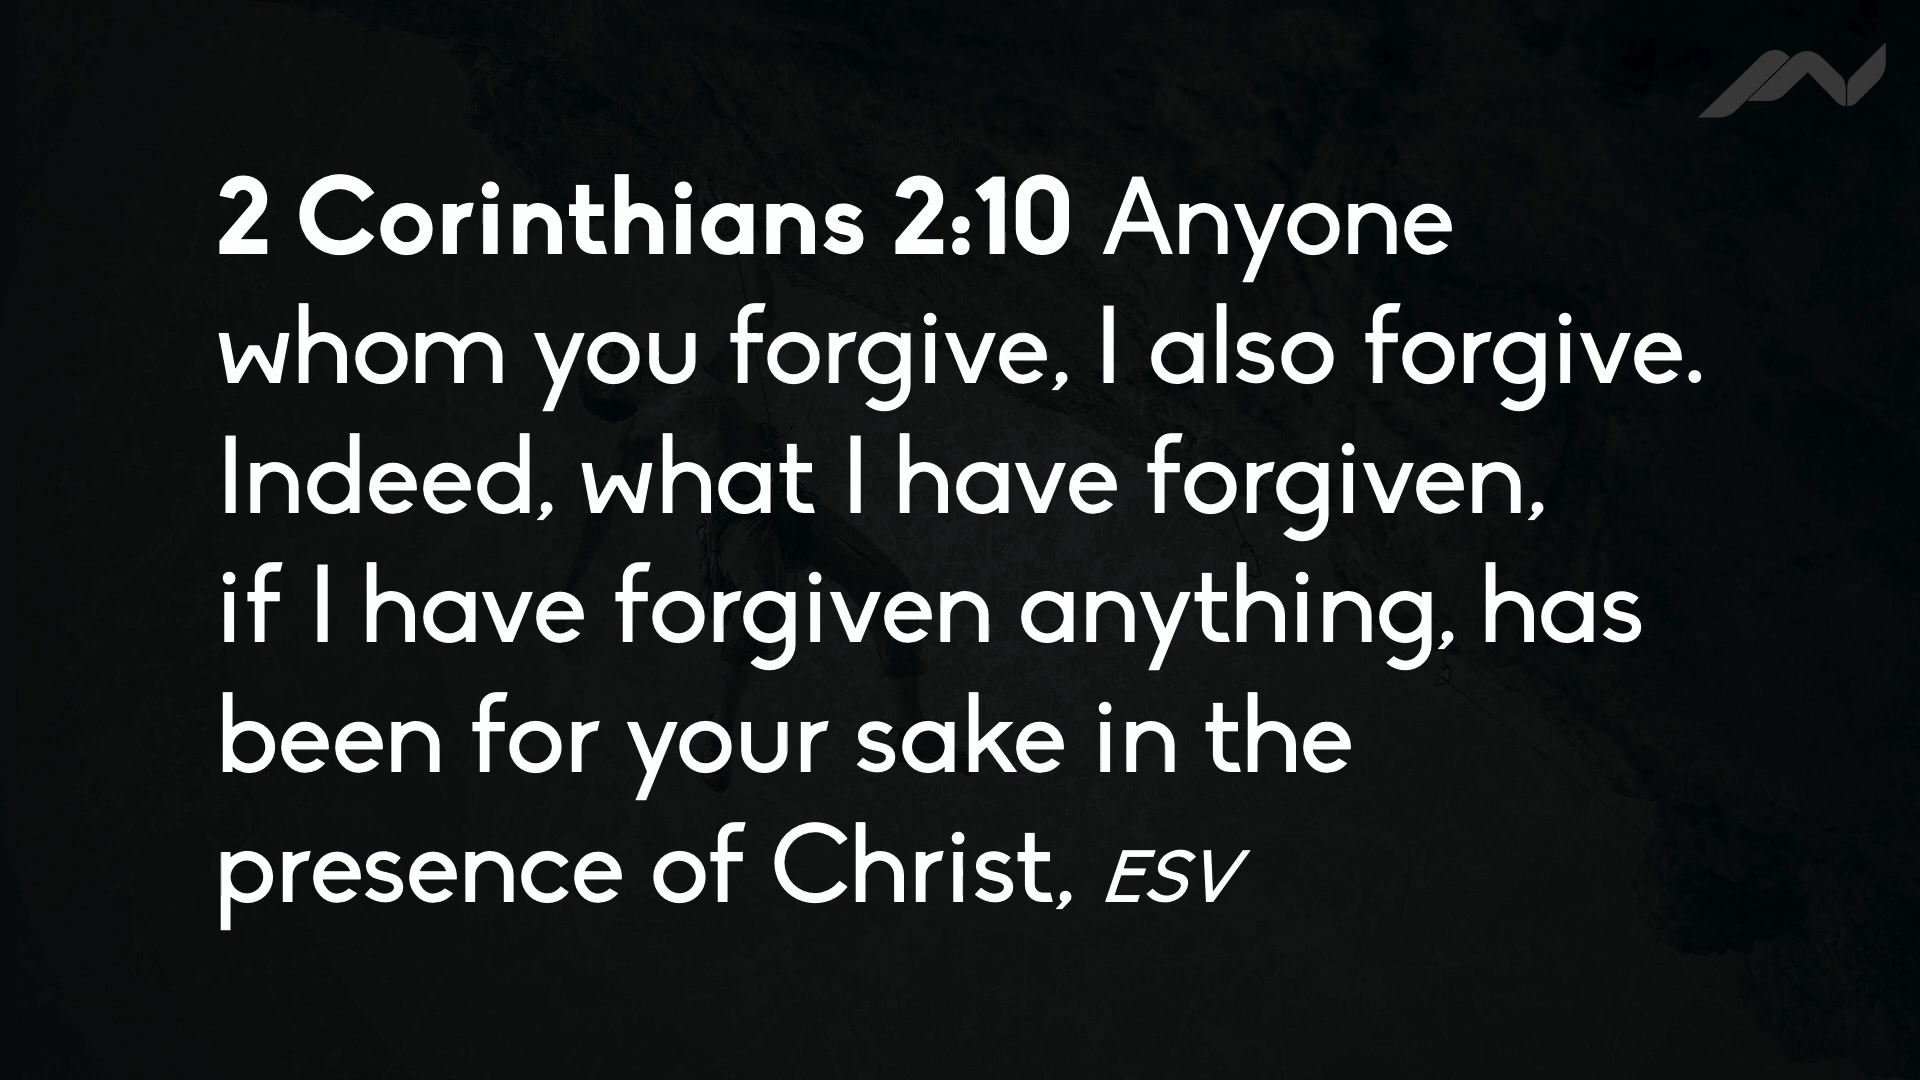 2 Corinthians 2:10 Anyone
whom you forgive, I also forgive.
Indeed, what I have forgiven,
if I have forgiven anything, has
been for your sake in the
presence of Christ, ESV